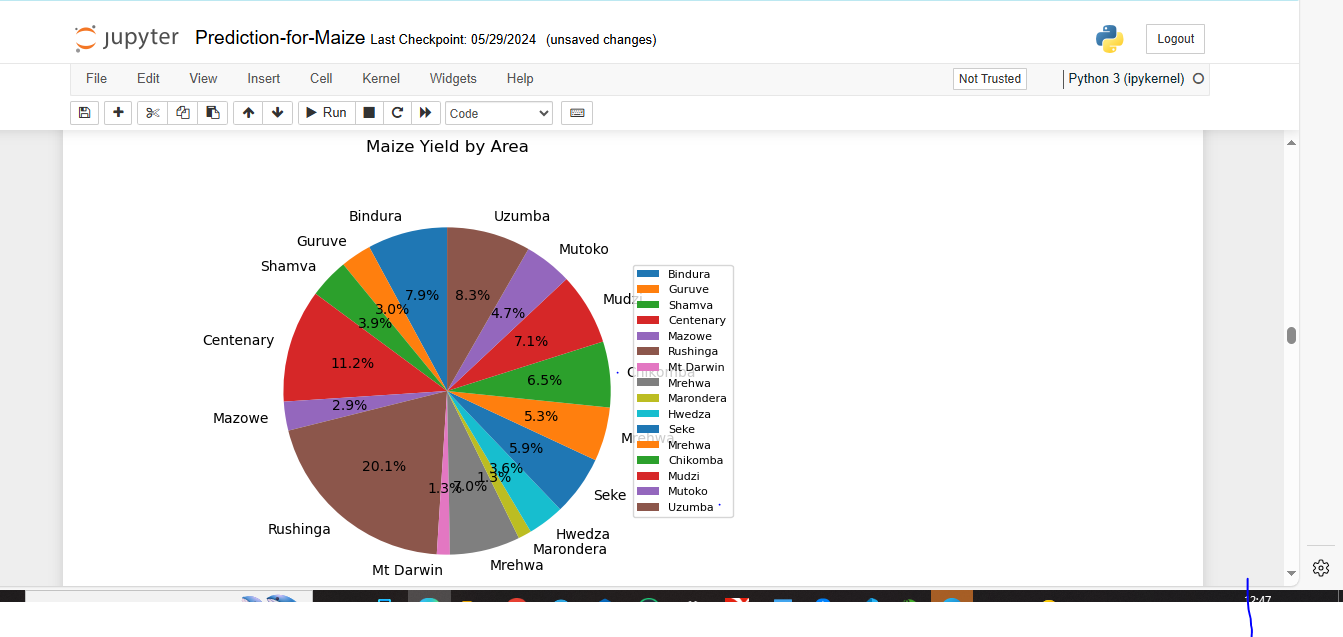 jupyter Prediction-for-Maize Last Checkpoint: 05/29/2024 (unsaved changes)
Logout
File Edit View Insert Cell Kernel Widgets Help
Not Trusted
Python 3 (ipykernel)
Run
Code
Maize Yield by Area
Bindura
Guruve
Shamva
Centenary
Mazowe
Rushinga
Mt Darwin
Mrehwa
Marondera
Hwedza
Seke
Mrehwa
Chikomba
Mudzi
Mutoko
Uzumba
7.9%
3.0%
3.9%
11.2%
2.9%
20.1%
1.3%
7.0%
1.3%
3.6%
5.9%
5.3%
6.5%
7.1%
4.7%
8.3%
Bindura
Guruve
Shamva
Centenary
Mazowe
Rushinga
Mt Darwin
Mrehwa
Marondera
Hwedza
Seke
Mrehwa
Chikomba
Mudzi
Mutoko
Uzumba
12:47